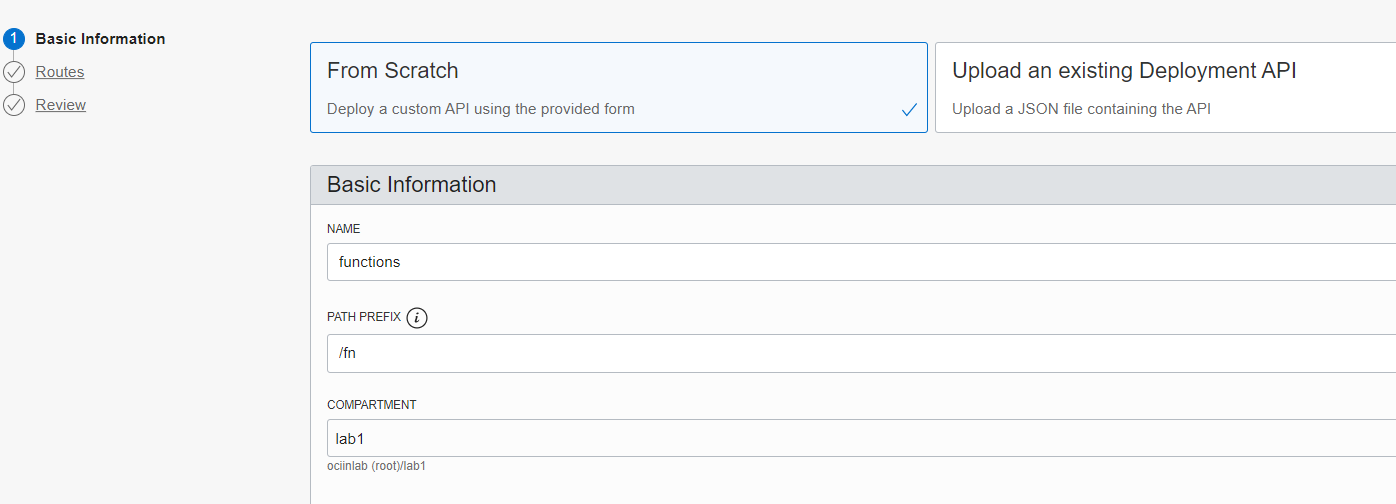 1 Basic Information
Routes
Review
From Scratch
Deploy a custom API using the provided form
Upload an existing Deployment API
Upload a JSON file containing the API
Basic Information
NAME
functions
PATH PREFIX i
/fn
COMPARTMENT
lab1
ociinlab (root)/lab1